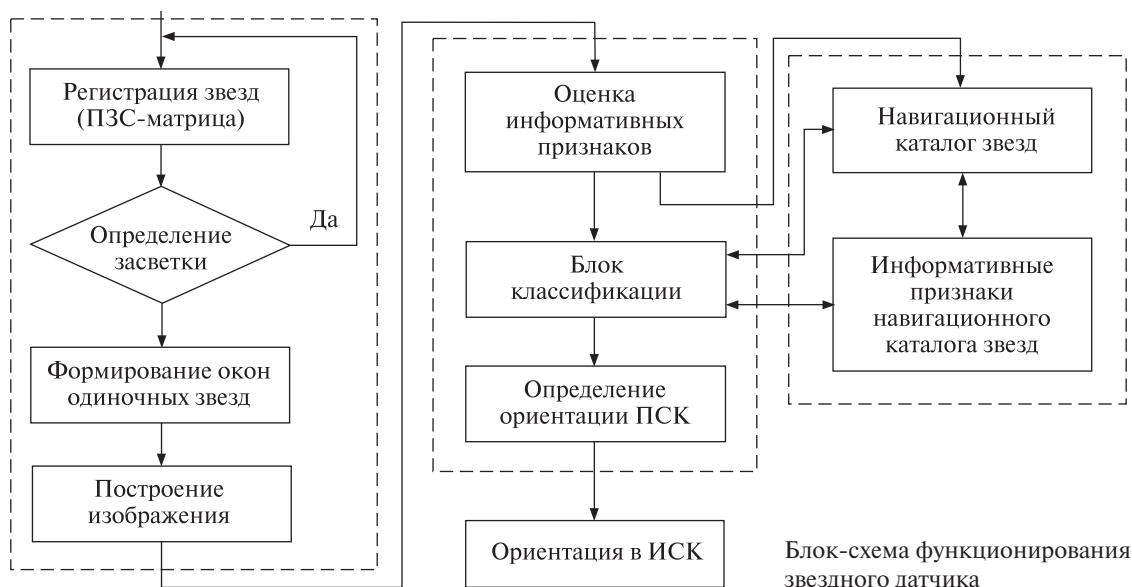 Регистрация звезд
(ПЗС-матрица)
Определение
засветки
Да
Формирование окон
одиночных звезд
Построение
изображения
Оценка
информативных
признаков
Блок
классификации
Определение
ориентации ПСК
Ориентация в ИСК
Навигационный
каталог звезд
Информативные
признаки
навигационного
каталога звезд
Блок-схема функционирования
звездного датчика